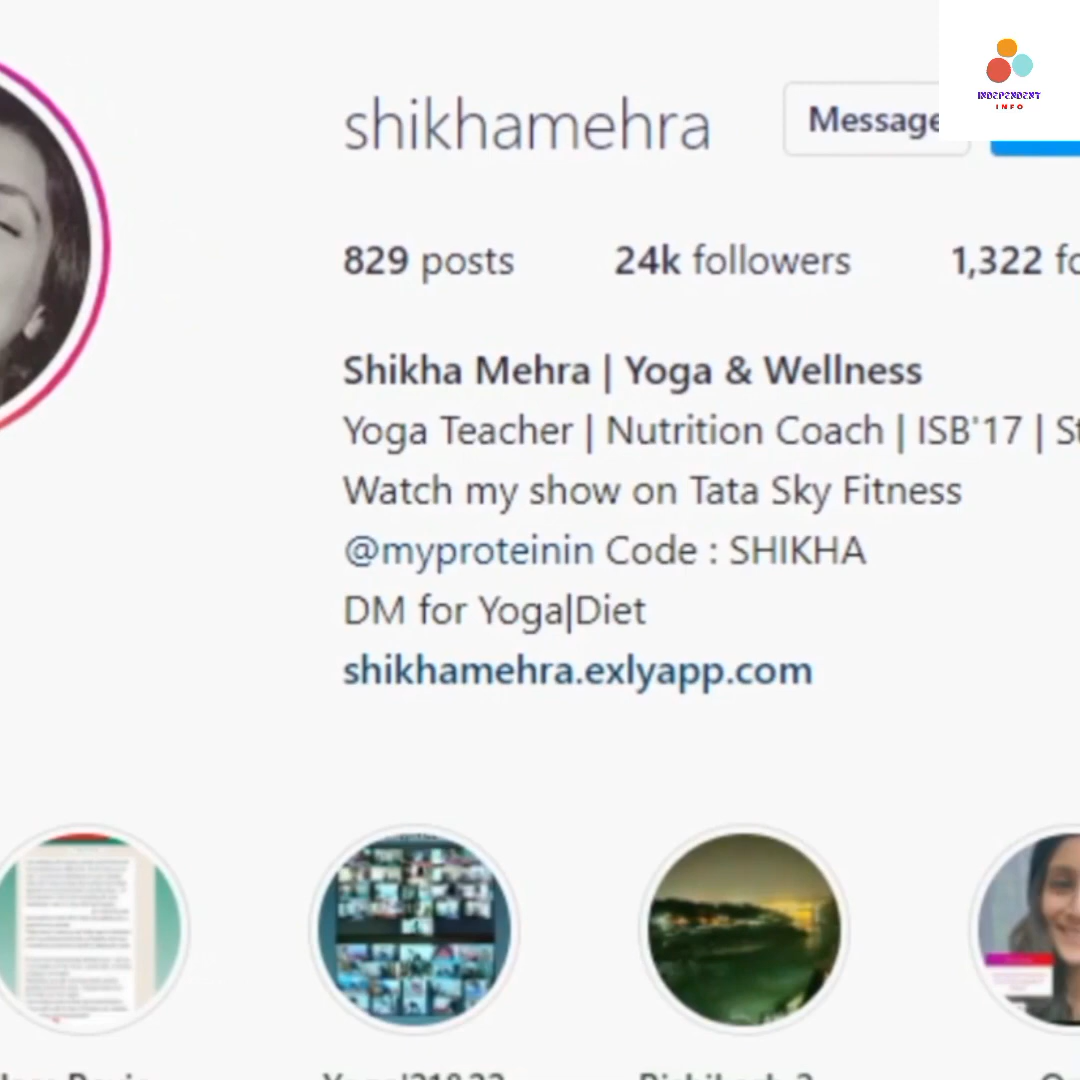 shikhamehra Message
INDEPENDENT
INFO
829 posts 24k followers 1,322
Shikha Mehra | Yoga & Wellness
Yoga Teacher | Nutrition Coach | ISB'17 |
Watch my show on Tata Sky Fitness
@myproteinin Code : SHIKHA
DM for Yoga|Diet
shikhamehra.exlyapp.com